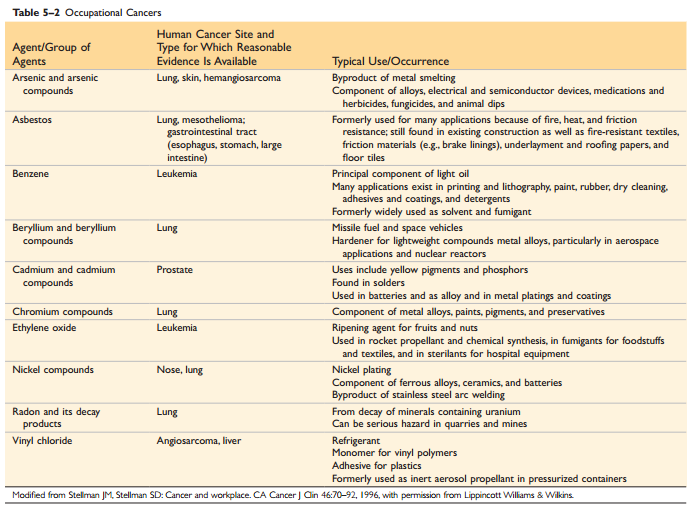 Table 5–2 Occupational Cancers
Agent/Group of
Agents
Human Cancer Site and
Type for Which Reasonable
Evidence Is Available
Typical Use/Occurrence
Arsenic and arsenic
compounds
Lung, skin, hemangiosarcoma
Byproduct of metal smelting
Component of alloys, electrical and semiconductor devices, medications and
herbicides, fungicides, and animal dips
Asbestos
Lung, mesothelioma;
gastrointestinal tract
(esophagus, stomach, large
intestine)
Formerly used for many applications because of fire, heat, and friction
resistance; still found in existing construction as well as fire-resistant textiles,
friction materials (e.g., brake linings), underlayment and roofing papers, and
floor tiles
Benzene
Leukemia
Principal component of light oil
Many applications exist in printing and lithography, paint, rubber, dry cleaning,
adhesives and coatings, and detergents
Formerly widely used as solvent and fumigant
Beryllium and beryllium
compounds
Lung
Missile fuel and space vehicles
Hardener for lightweight compounds metal alloys, particularly in aerospace
applications and nuclear reactors
Cadmium and cadmium
compounds
Prostate
Uses include yellow pigments and phosphors
Found in solders
Used in batteries and as alloy and in metal platings and coatings
Chromium compounds
Lung
Component of metal alloys, paints, pigments, and preservatives
Ethylene oxide
Leukemia
Ripening agent for fruits and nuts
Used in rocket propellant and chemical synthesis, in fumigants for foodstuffs
and textiles, and in sterilants for hospital equipment
Nickel compounds
Nose, lung
Nickel plating
Component of ferrous alloys, ceramics, and batteries
Byproduct of stainless steel arc welding
Radon and its decay
products
Lung
From decay of minerals containing uranium
Can be serious hazard in quarries and mines
Vinyl chloride
Angiosarcoma, liver
Refrigerant
Monomer for vinyl polymers
Adhesive for plastics
Formerly used as inert aerosol propellant in pressurized containers
Modified from Stellman JM, Stellman SD: Cancer and workplace. CA Cancer J Clin 46:70–92, 1996, with permission from Lippincott Williams & Wilkins.